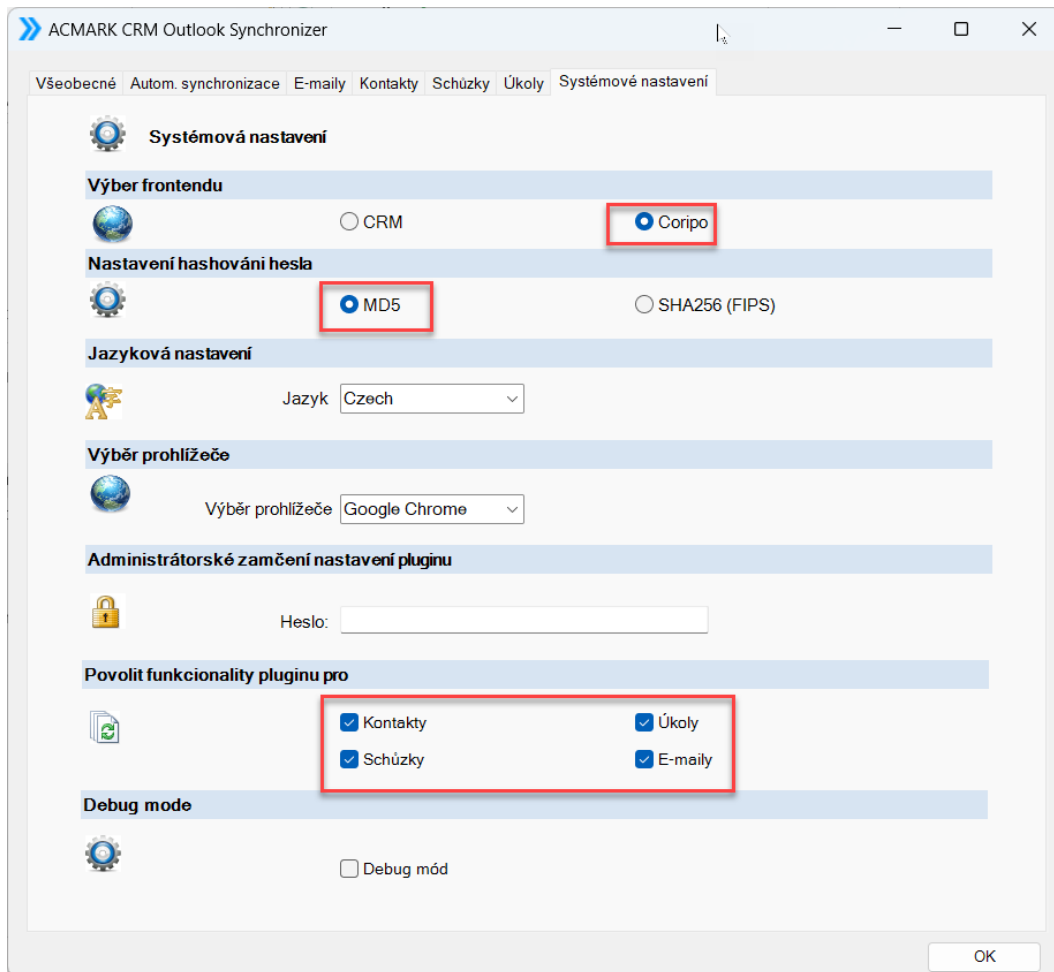 ACMARK CRM Outlook Synchronizer
Všeobecné Autom. synchronizace E-maily Kontakty Schůzky Úkoly Systémové nastavení
Systémová nastavení
Výber frontendu
CRM Coripo
Nastavení hashováni hesla
MD5 SHA256 (FIPS)
Jazyková nastavení
Jazyk Czech
Výběr prohlížeče
Výběr prohlížeče Google Chrome
Administrátorské zamčení nastavení pluginu
Heslo:
Povolit funkcionality pluginu pro
Kontakty Úkoly
Schůzky E-maily
Debug mode
Debug mód
OK